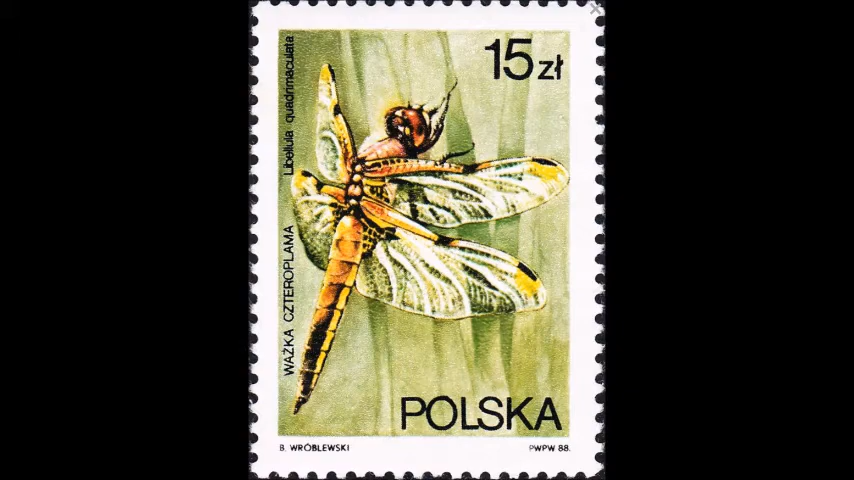 15 zł
Libellula quadrimaculata
WAŻKA CZTEROPLAMA
POLSKA
B. WRÓBLEWSKI
PWPW 88.